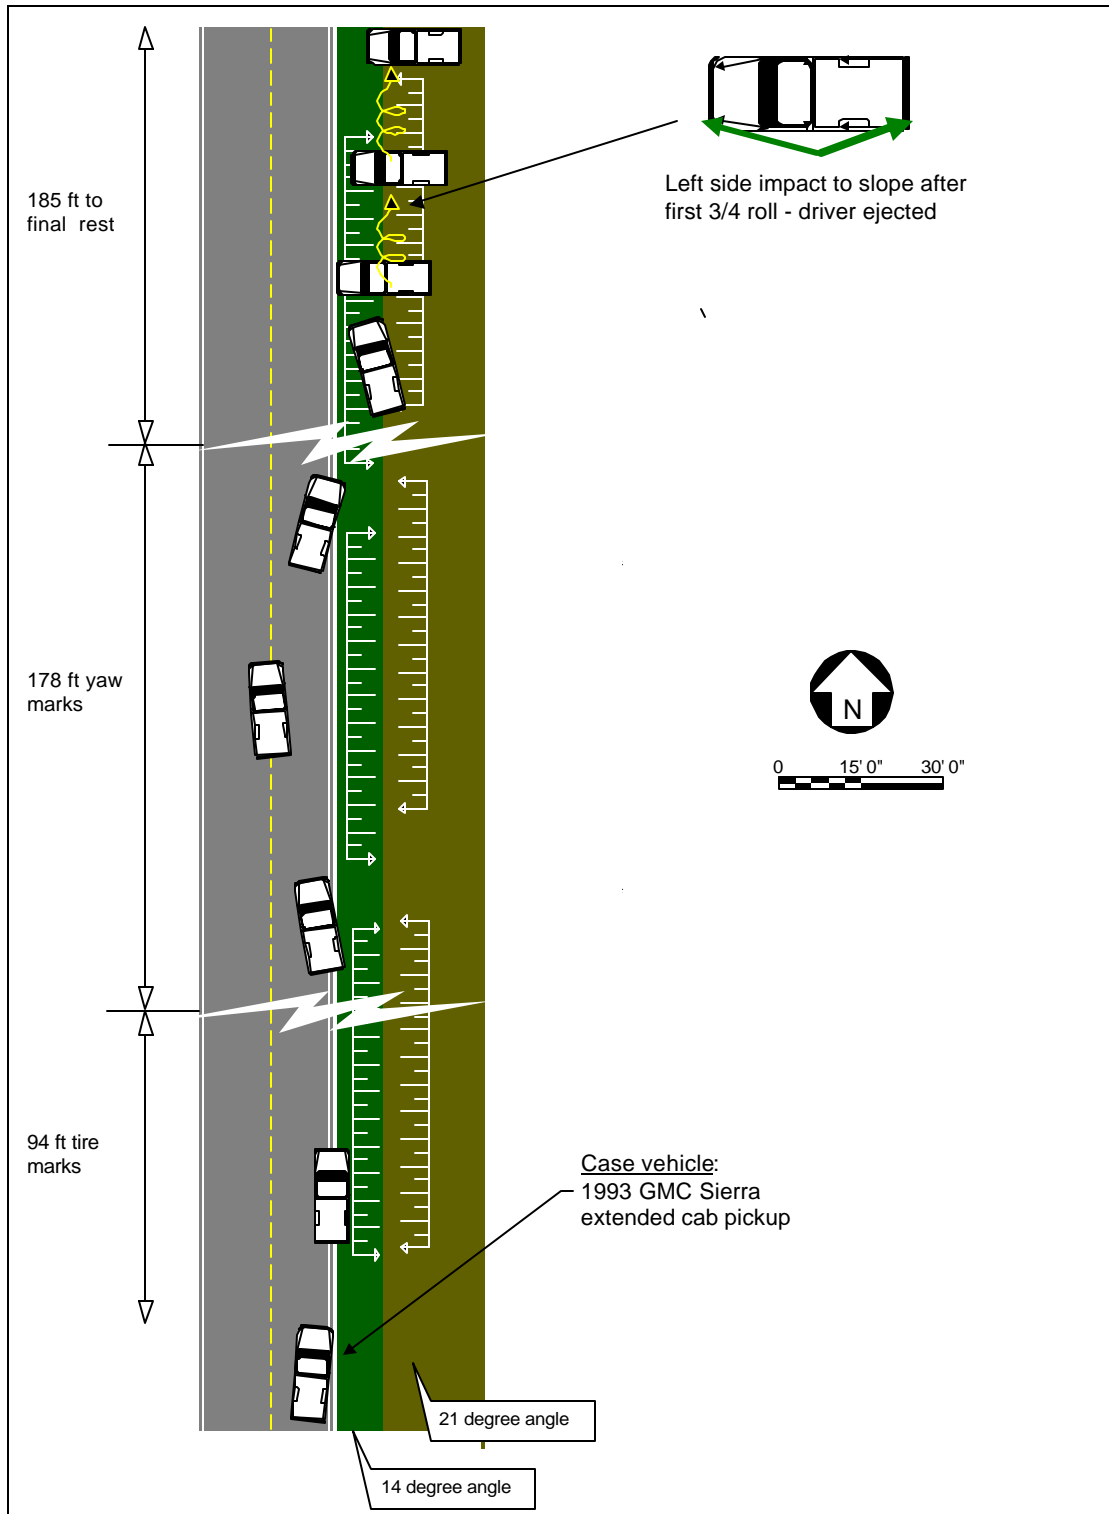 185 ft to
final rest
Left side impact to slope after
first 3/4 roll - driver ejected
178 ft yaw
marks
N
0 15' 0" 30' 0"
94 ft tire
marks
Case vehicle:
1993 GMC Sierra
extended cab pickup
21 degree angle
14 degree angle